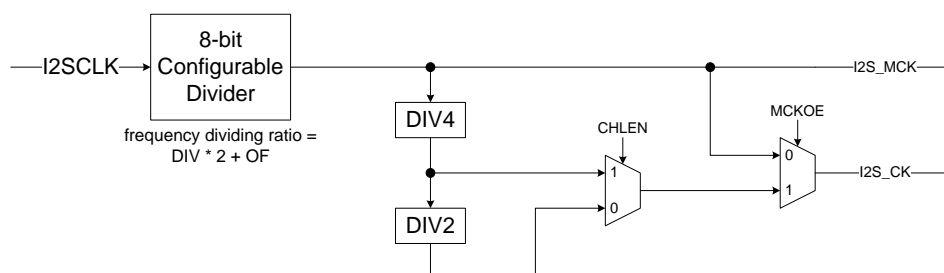 I2SCLK
8-bit
Configurable
Divider
frequency dividing ratio =
DIV * 2 + OF
DIV4
DIV2
CHLEN
1
0
MCKOE
0
1
I2S_MCK
I2S_CK